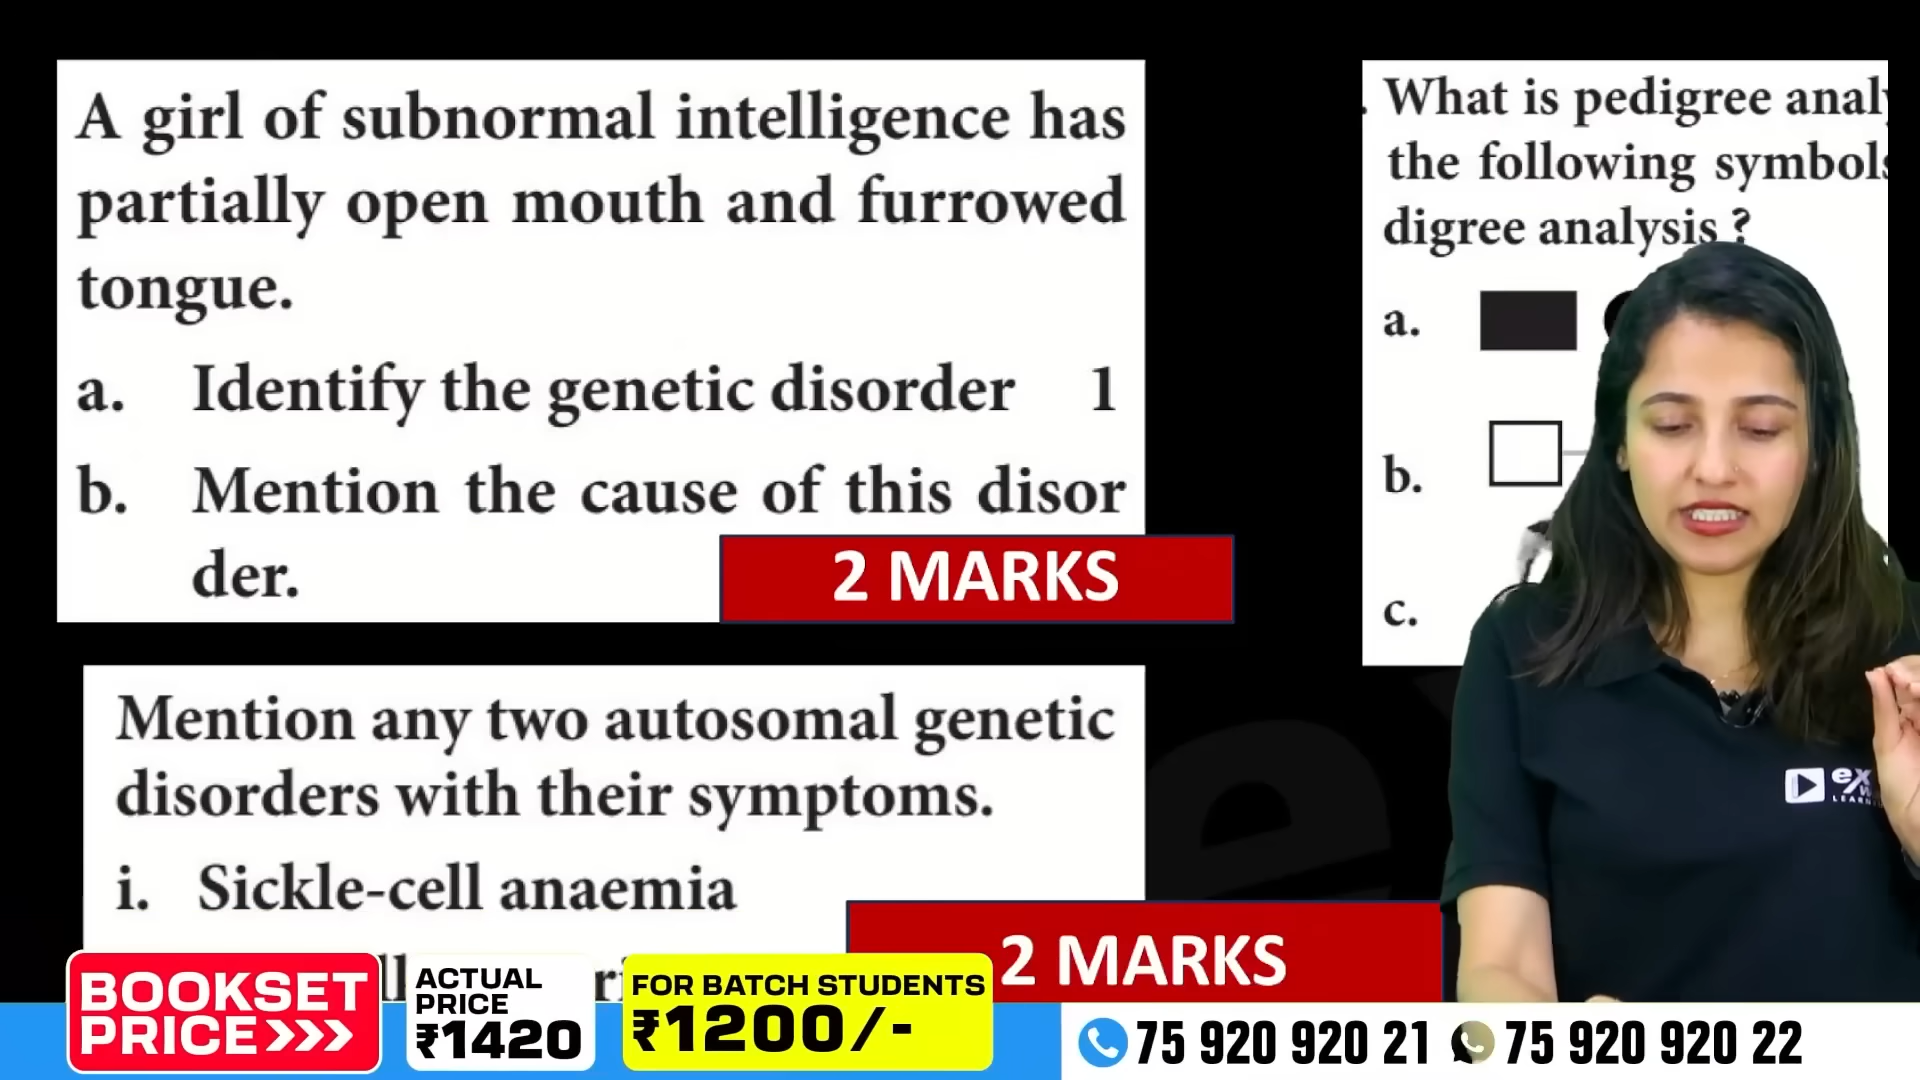 A girl of subnormal intelligence has
partially open mouth and furrowed
tongue.
a. Identify the genetic disorder 1
b. Mention the cause of this disor
der.
2 MARKS
Mention any two autosomal genetic
disorders with their symptoms.
i. Sickle-cell anaemia
2 MARKS
What is pedigree
the following
digree analysis ?
a.
b.
c.
BOOKSET
PRICE >>>
ACTUAL
PRICE
₹1420
FOR BATCH STUDENTS
₹1200/-
75 920 920 21 75 920 920 22